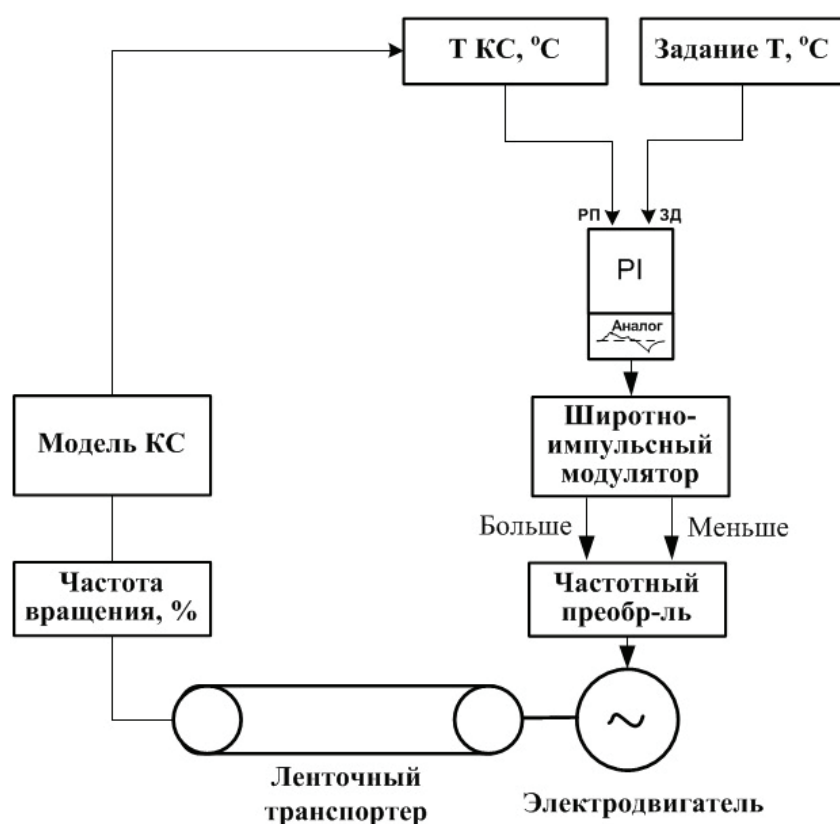 Т КС, °С
Задание Т, °С
РП
ЗД
PI
Аналог
Широтно-
импульсный
модулятор
Модель КС
Больше
Меньше
Частота
вращения, %
Частотный
преобр-ль
Ленточный
транспортер
Электродвигатель